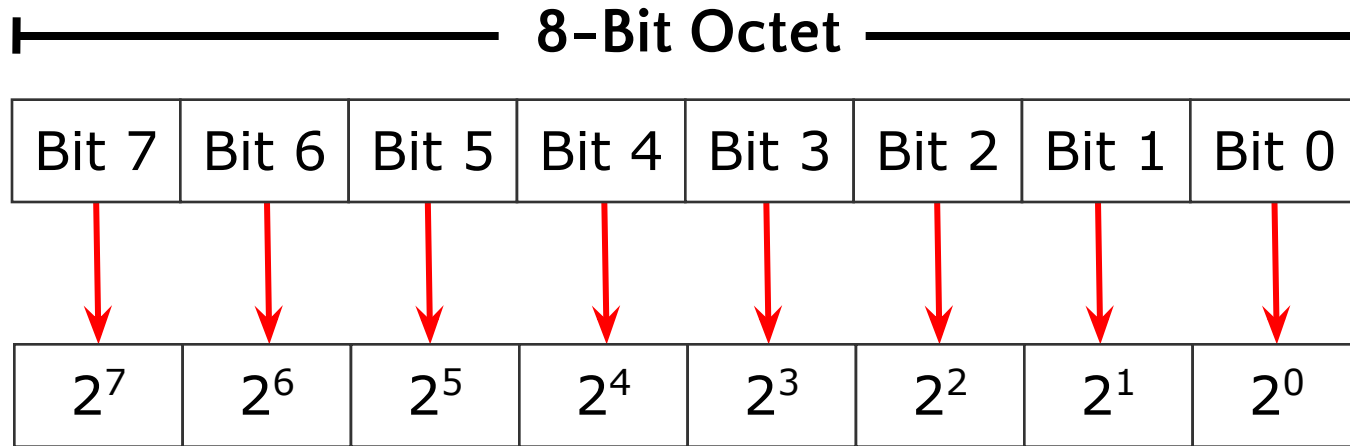 8-Bit Octet
Bit 7 Bit 6 Bit 5 Bit 4 Bit 3 Bit 2 Bit 1 Bit 0
2⁷ 2⁶ 2⁵ 2⁴ 2³ 2² 2¹ 2⁰